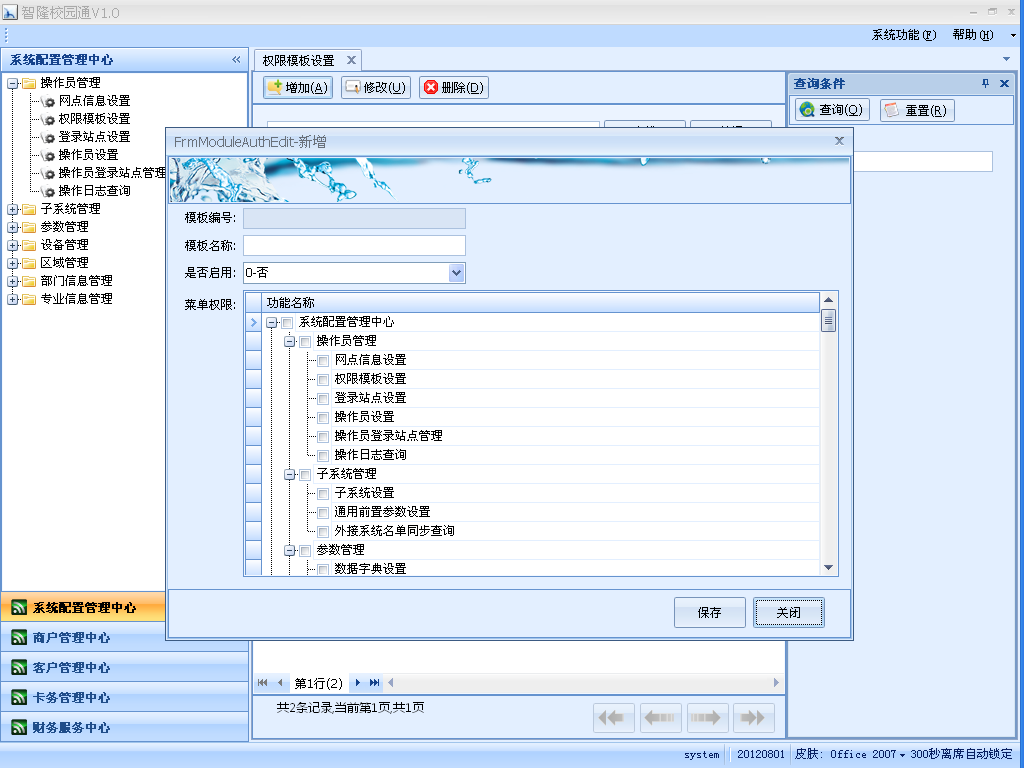 智隆校园通V1.0
系统功能(F) 帮助(H)
系统配置管理中心
操作员管理
网点信息设置
权限模板设置
登录站点设置
操作员设置
操作员登录站点管理
操作日志查询
子系统管理
参数管理
设备管理
区域管理
部门信息管理
专业信息管理
系统配置管理中心
商户管理中心
客户管理中心
卡务管理中心
财务服务中心
权限模板设置
增加(A) 修改(U) 删除(D)
查询条件
查询(Q) 重置(R)
FrmModuleAuthEdit-新增
模板编号:
模板名称:
是否启用: 0-否
菜单权限:
功能名称
系统配置管理中心
操作员管理
网点信息设置
权限模板设置
登录站点设置
操作员设置
操作员登录站点管理
操作日志查询
子系统管理
子系统设置
通用前置参数设置
外接系统名单同步查询
参数管理
数据字典设置
保存 关闭
第1行(2)
共2条记录,当前第1页,共1页
system 20120801 皮肤: Office 2007 300秒离席自动锁定